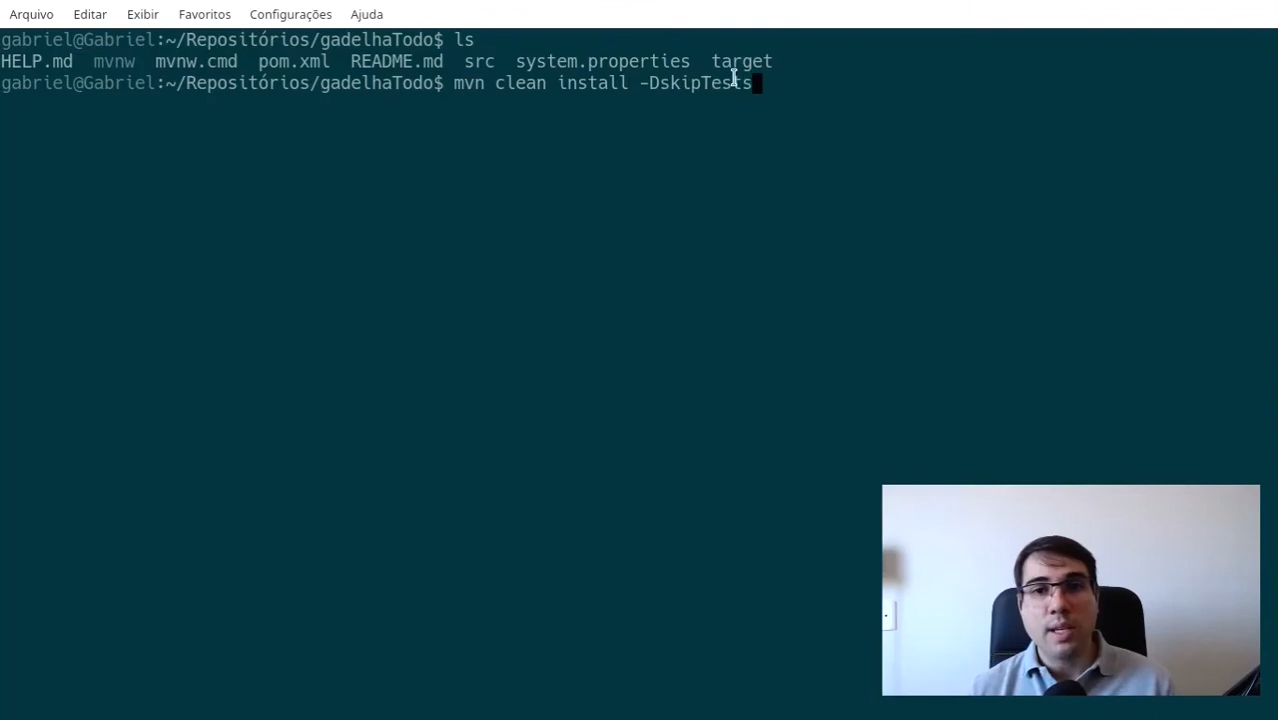 Arquivo Editar Exibir Favoritos Configurações Ajuda
gabriel@Gabriel:~/Repositórios/gadelhaTodo$ ls
HELP.md mvnw mvnw.cmd pom.xml README.md src system.properties target
gabriel@Gabriel:~/Repositórios/gadelhaTodo$ mvn clean install -DskipTests